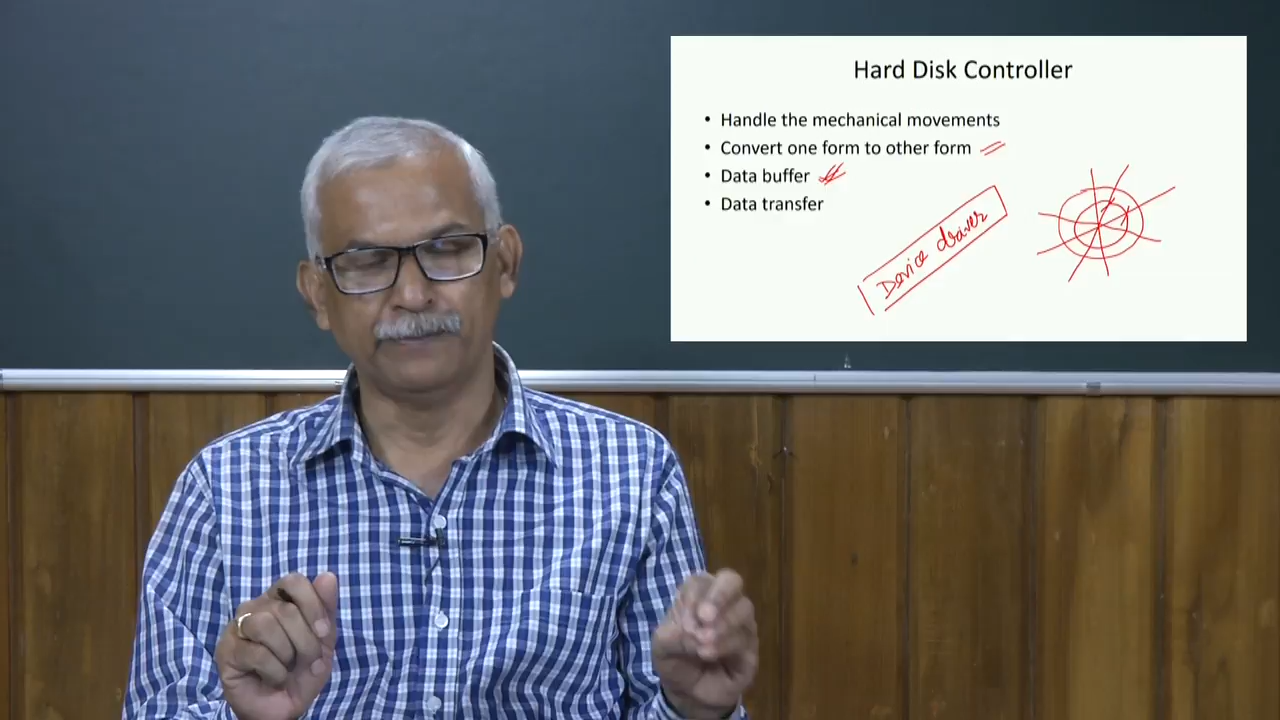 Hard Disk Controller
• Handle the mechanical movements
• Convert one form to other form
• Data buffer
• Data transfer
Device driver